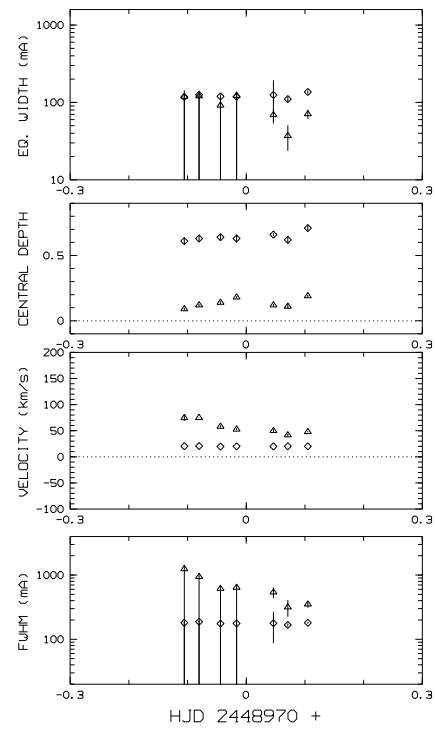 1000
100
10
EQ. WIDTH (mA)
-0.3 0 0.3
0.5
0
CENTRAL DEPTH
-0.3 0 0.3
200
150
100
50
0
-50
-100
VELOCITY (km/s)
-0.3 0 0.3
1000
100
FWHM (mA)
-0.3 0 0.3
HJD 2448970 +